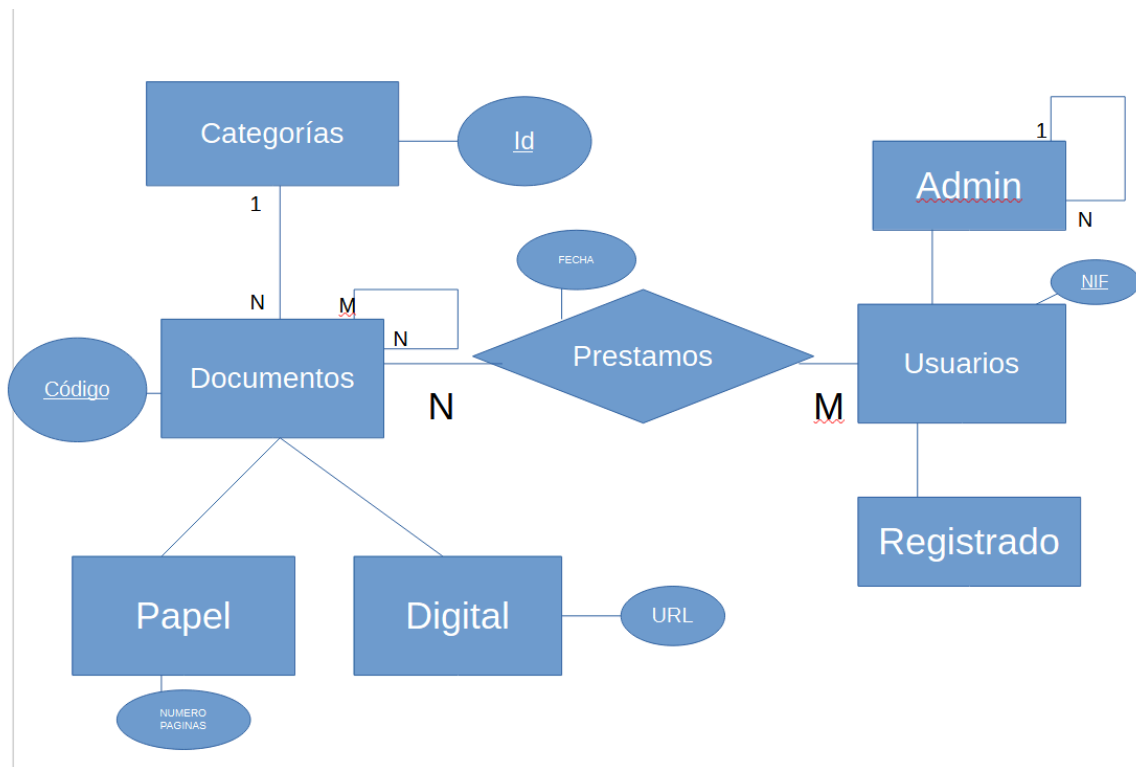 Categorías
Id
1
Admin
1
N
FECHA
NIF
N
M
N
Código
Documentos
Prestamos
Usuarios
N
M
Registrado
Papel
Digital
URL
NUMERO
PAGINAS